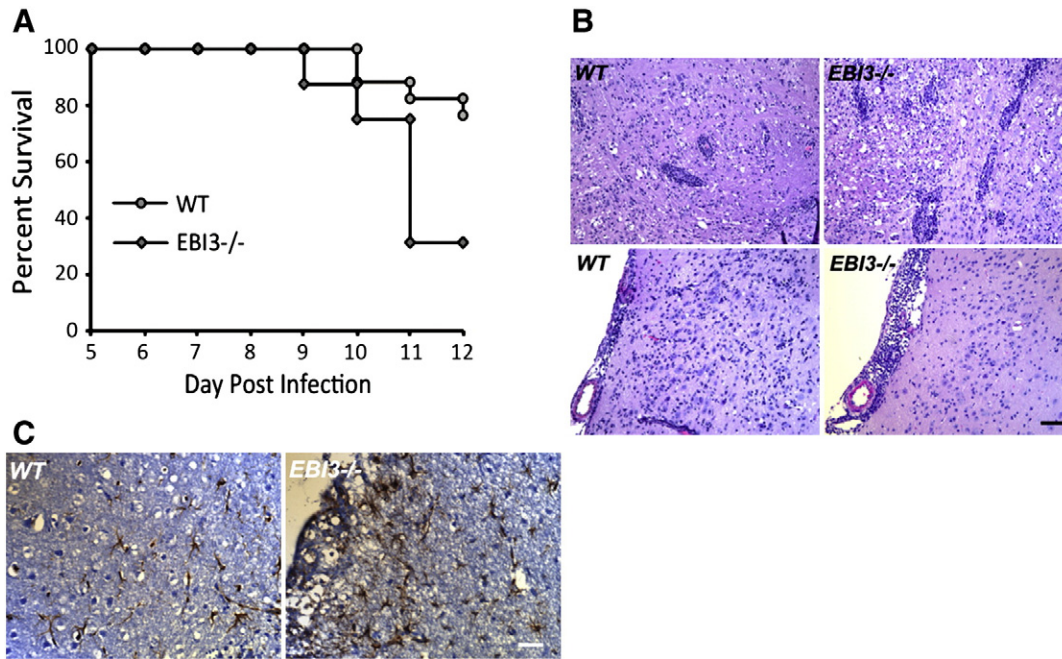 A
100
80
60
40
20
0
Percent Survival
WT
EBI3-/-
5 6 7 8 9 10 11 12
Day Post Infection
B
WT
EBI3-/-
WT
EBI3-/-
C
WT
EBI3-/-